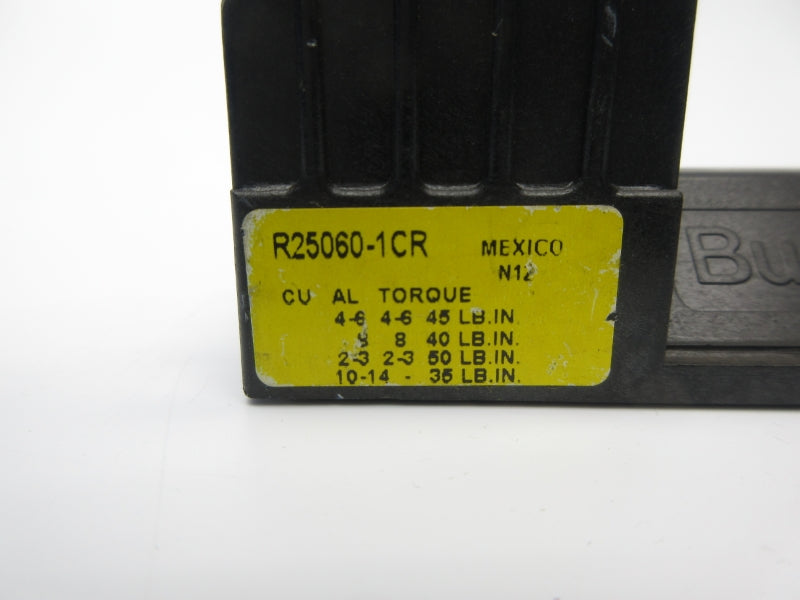 R25060-1CR MEXICO
N12
CU AL TORQUE
4-6 4-6 45 LB.IN.
8 8 40 LB.IN.
2-3 2-3 50 LB.IN.
10-14 - 35 LB.IN.
Bu